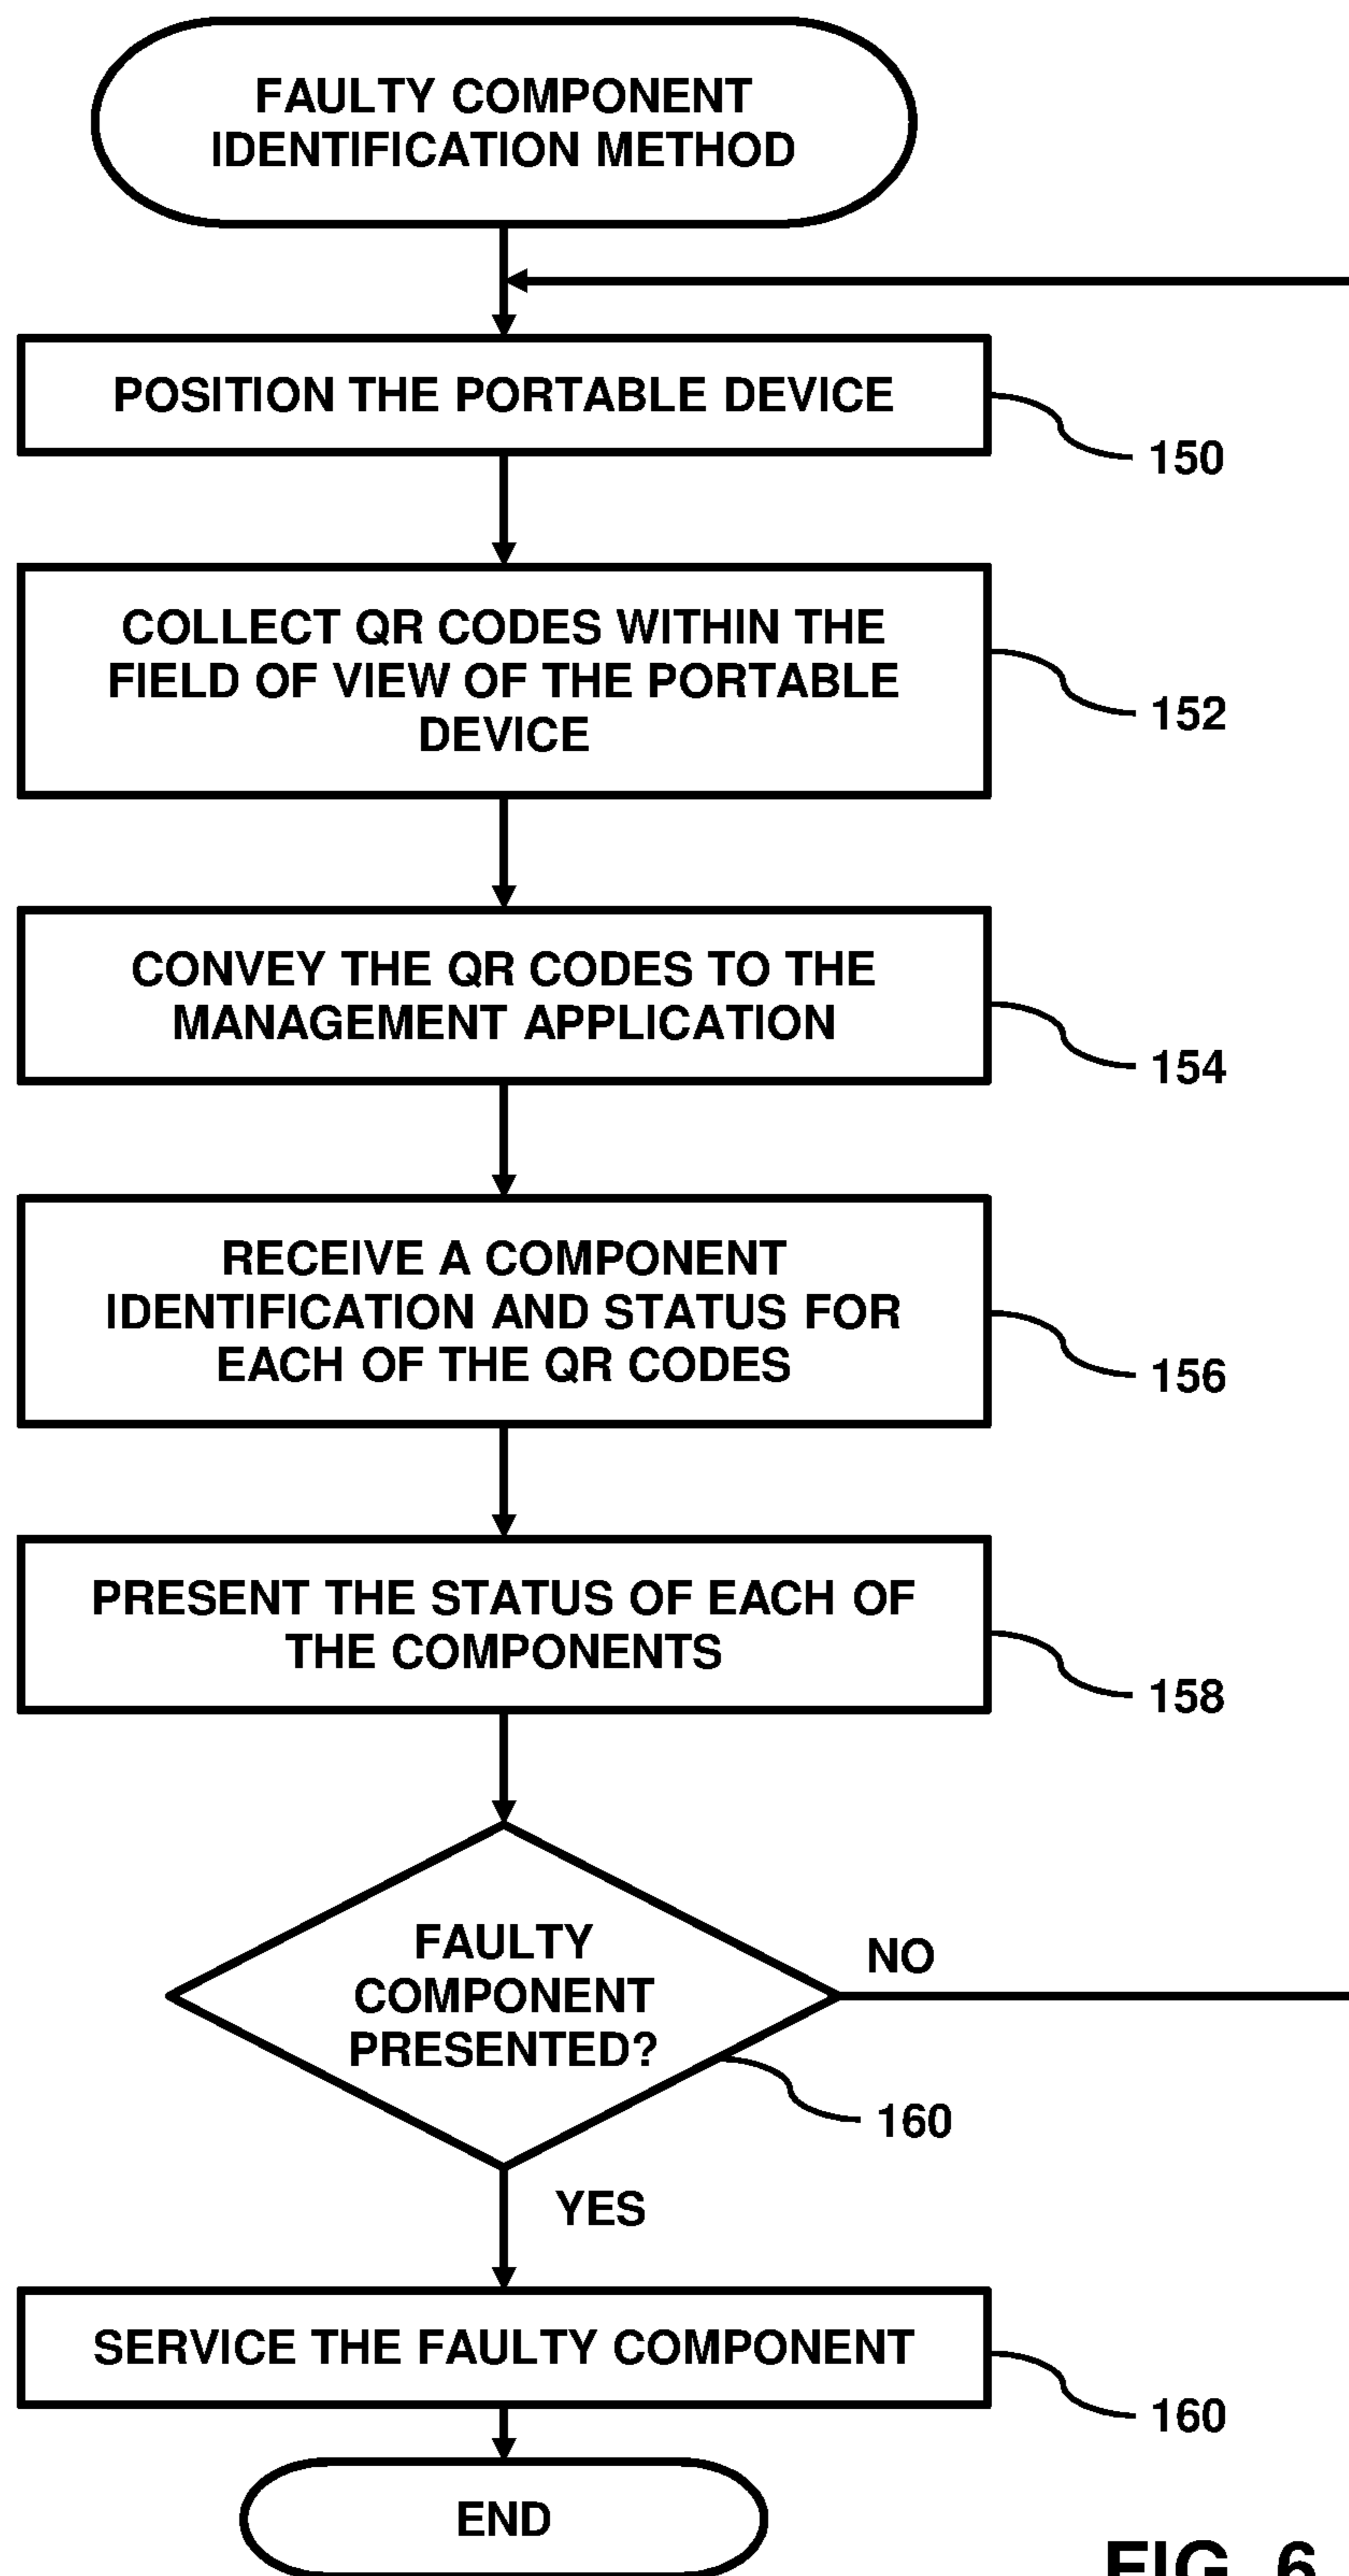 FAULTY COMPONENT
IDENTIFICATION METHOD
POSITION THE PORTABLE DEVICE
150
COLLECT QR CODES WITHIN THE
FIELD OF VIEW OF THE PORTABLE
DEVICE
152
CONVEY THE QR CODES TO THE
MANAGEMENT APPLICATION
154
RECEIVE A COMPONENT
IDENTIFICATION AND STATUS FOR
EACH OF THE QR CODES
156
PRESENT THE STATUS OF EACH OF
THE COMPONENTS
158
FAULTY
COMPONENT
PRESENTED?
NO
160
YES
SERVICE THE FAULTY COMPONENT
160
END
FIG. 6